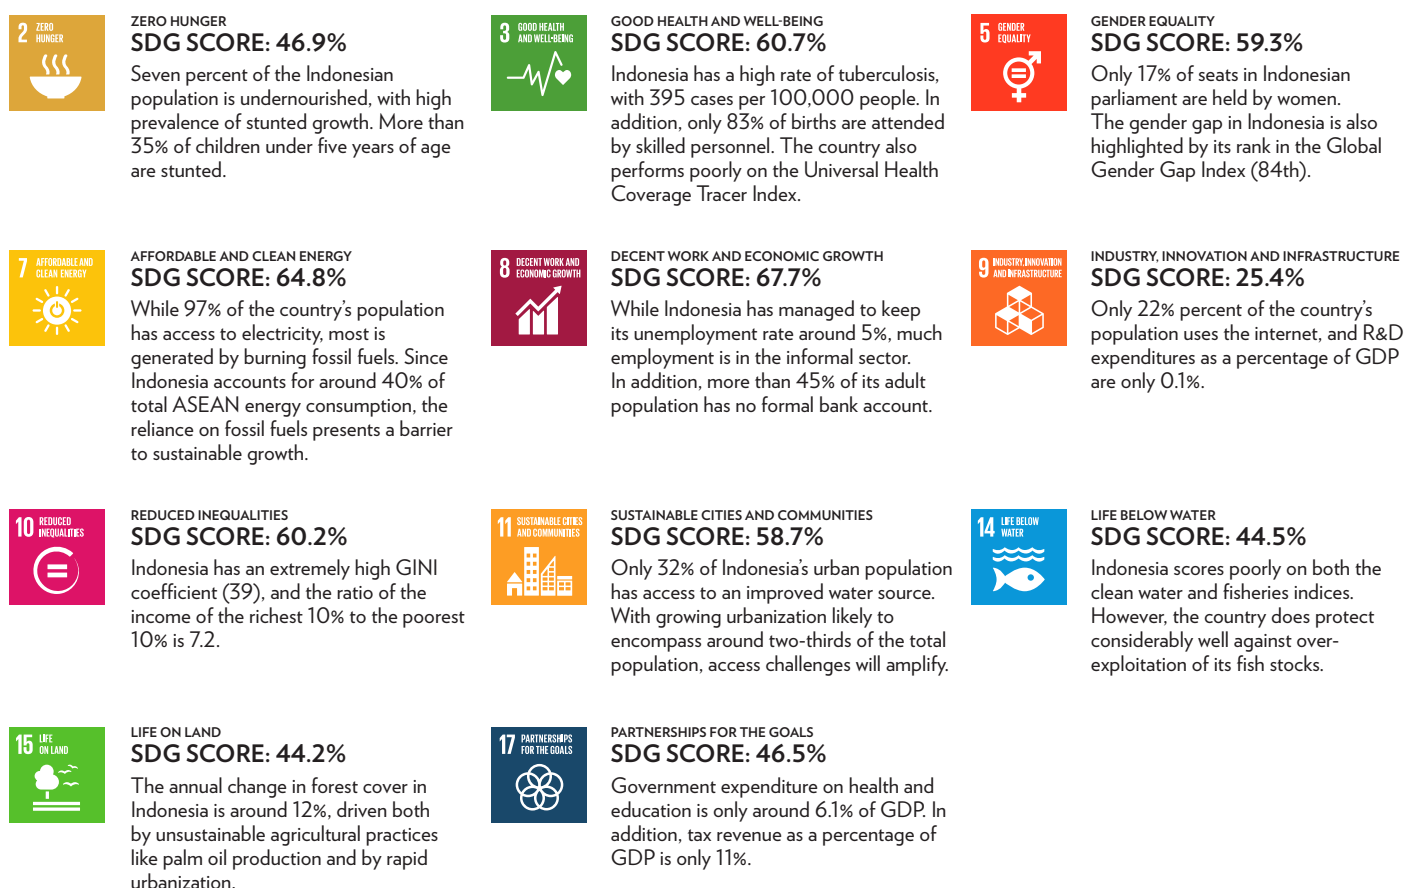 2 ZERO
HUNGER
ZERO HUNGER
SDG SCORE: 46.9%
Seven percent of the Indonesian
population is undernourished, with high
prevalence of stunted growth. More than
35% of children under five years of age
are stunted.
3 GOOD HEALTH
AND WELL-BEING
GOOD HEALTH AND WELL-BEING
SDG SCORE: 60.7%
Indonesia has a high rate of tuberculosis,
with 395 cases per 100,000 people. In
addition, only 83% of births are attended
by skilled personnel. The country also
performs poorly on the Universal Health
Coverage Tracer Index.
5 GENDER
EQUALITY
GENDER EQUALITY
SDG SCORE: 59.3%
Only 17% of seats in Indonesian
parliament are held by women.
The gender gap in Indonesia is also
highlighted by its rank in the Global
Gender Gap Index (84th).
7 AFFORDABLE AND
CLEAN ENERGY
AFFORDABLE AND CLEAN ENERGY
SDG SCORE: 64.8%
While 97% of the country's population
has access to electricity, most is
generated by burning fossil fuels. Since
Indonesia accounts for around 40% of
total ASEAN energy consumption, the
reliance on fossil fuels presents a barrier
to sustainable growth.
8 DECENT WORK AND
ECONOMIC GROWTH
DECENT WORK AND ECONOMIC GROWTH
SDG SCORE: 67.7%
While Indonesia has managed to keep
its unemployment rate around 5%, much
employment is in the informal sector.
In addition, more than 45% of its adult
population has no formal bank account.
9 INDUSTRY, INNOVATION
AND INFRASTRUCTURE
INDUSTRY, INNOVATION AND INFRASTRUCTURE
SDG SCORE: 25.4%
Only 22% percent of the country's
population uses the internet, and R&D
expenditures as a percentage of GDP
are only 0.1%.
10 REDUCED
INEQUALITIES
REDUCED INEQUALITIES
SDG SCORE: 60.2%
Indonesia has an extremely high GINI
coefficient (39), and the ratio of the
income of the richest 10% to the poorest
10% is 7.2.
11 SUSTAINABLE CITIES
AND COMMUNITIES
SUSTAINABLE CITIES AND COMMUNITIES
SDG SCORE: 58.7%
Only 32% of Indonesia's urban population
has access to an improved water source.
With growing urbanization likely to
encompass around two-thirds of the total
population, access challenges will amplify.
14 LIFE BELOW
WATER
LIFE BELOW WATER
SDG SCORE: 44.5%
Indonesia scores poorly on both the
clean water and fisheries indices.
However, the country does protect
considerably well against over-
exploitation of its fish stocks.
15 LIFE
ON LAND
LIFE ON LAND
SDG SCORE: 44.2%
The annual change in forest cover in
Indonesia is around 12%, driven both
by unsustainable agricultural practices
like palm oil production and by rapid
urbanization.
17 PARTNERSHIPS
FOR THE GOALS
PARTNERSHIPS FOR THE GOALS
SDG SCORE: 46.5%
Government expenditure on health and
education is only around 6.1% of GDP. In
addition, tax revenue as a percentage of
GDP is only 11%.